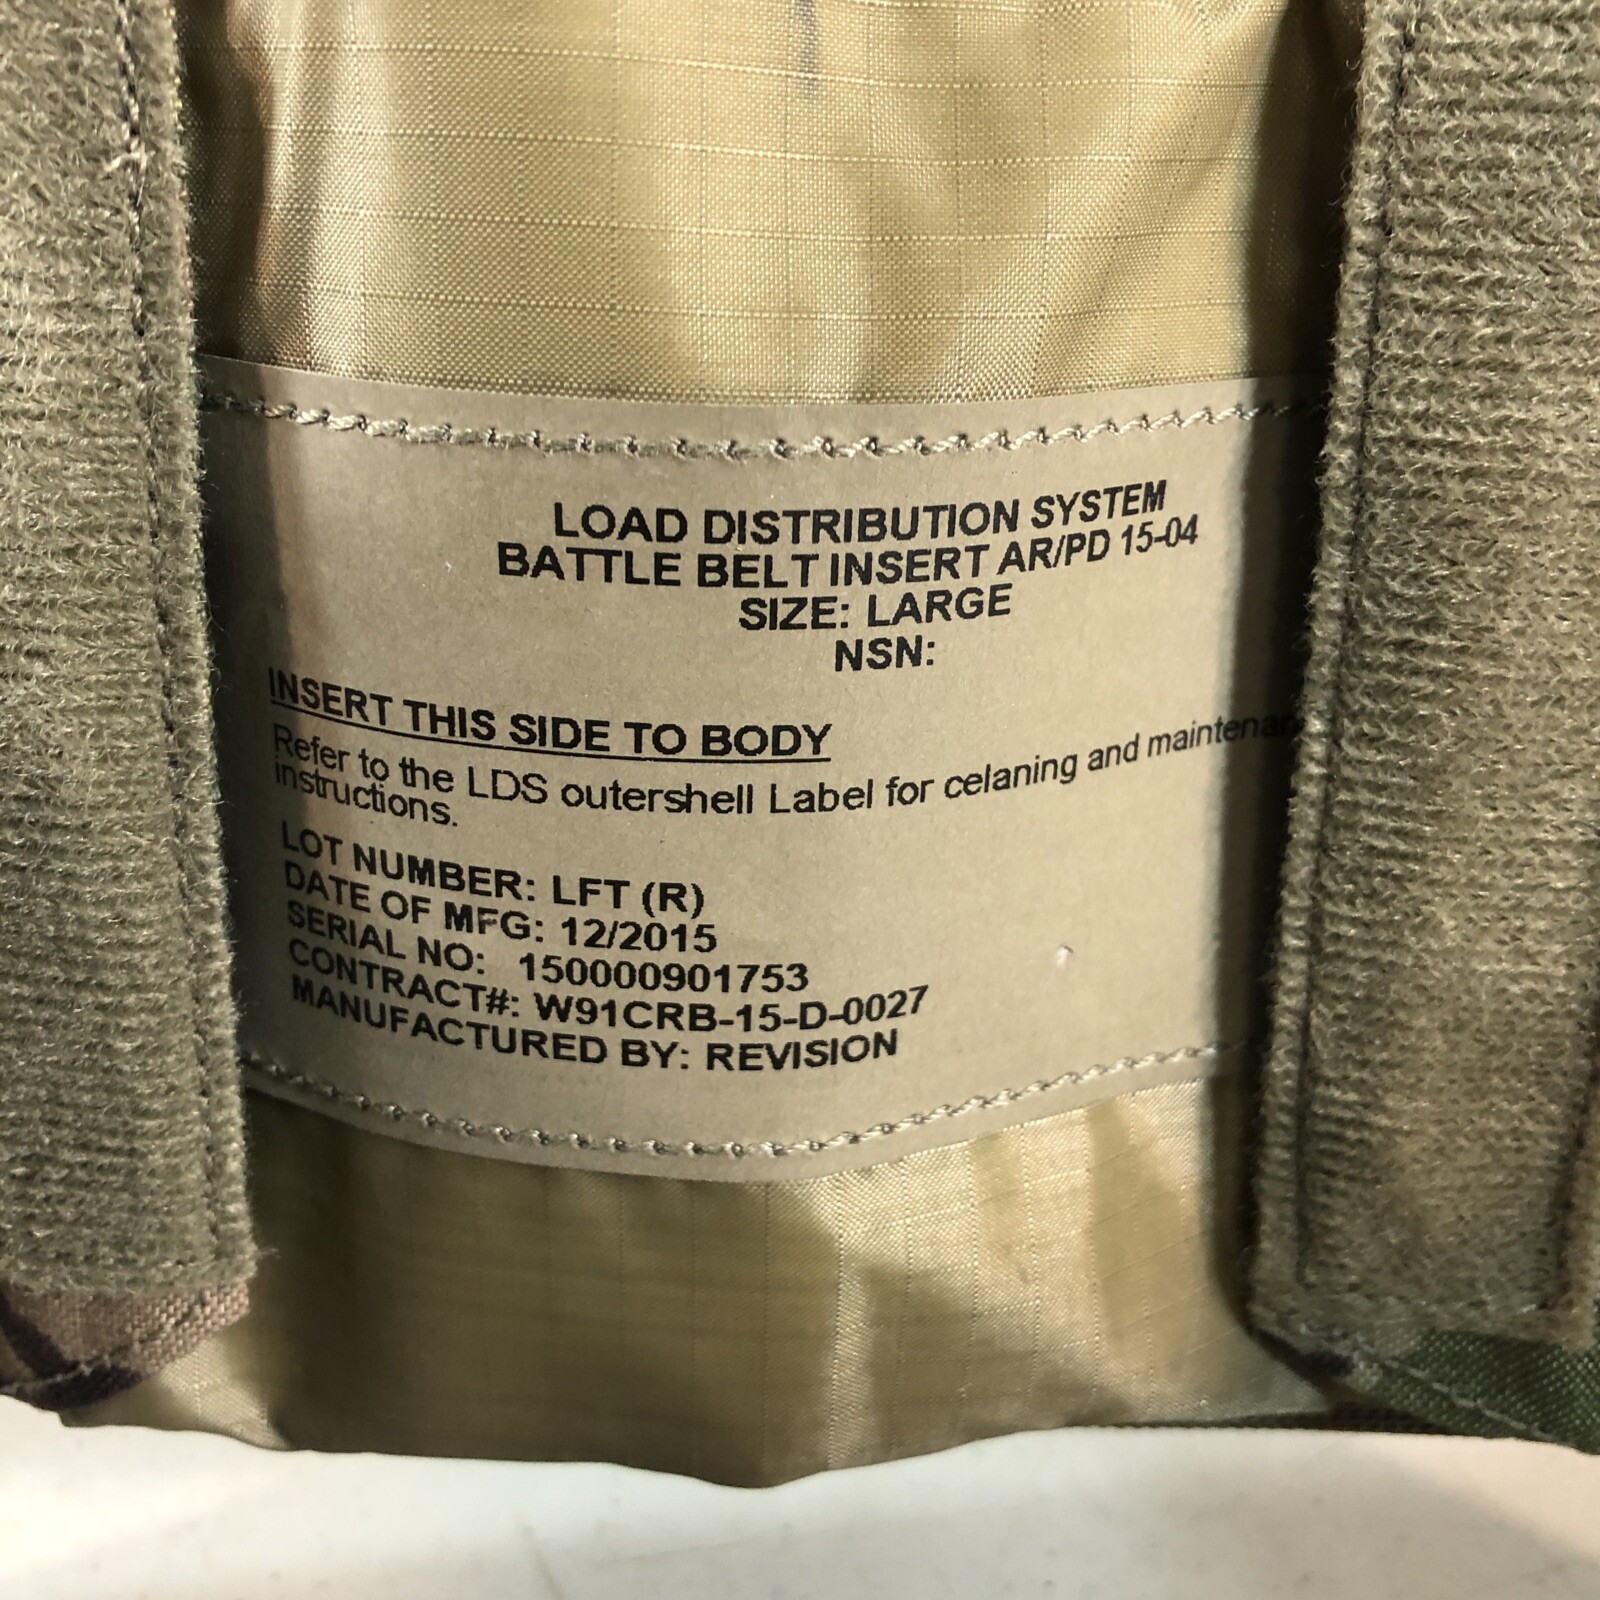 LOAD DISTRIBUTION SYSTEM
BATTLE BELT INSERT AR/PD 15-04
SIZE: LARGE
NSN:
INSERT THIS SIDE TO BODY
Refer to the LDS outershell Label for celaning and
instructions.
LOT NUMBER: LFT (R)
DATE OF MFG: 12/2015
SERIAL NO: 150000901753
CONTRACT#: W91CRB-15-D-0027
MANUFACTURED BY: REVISION